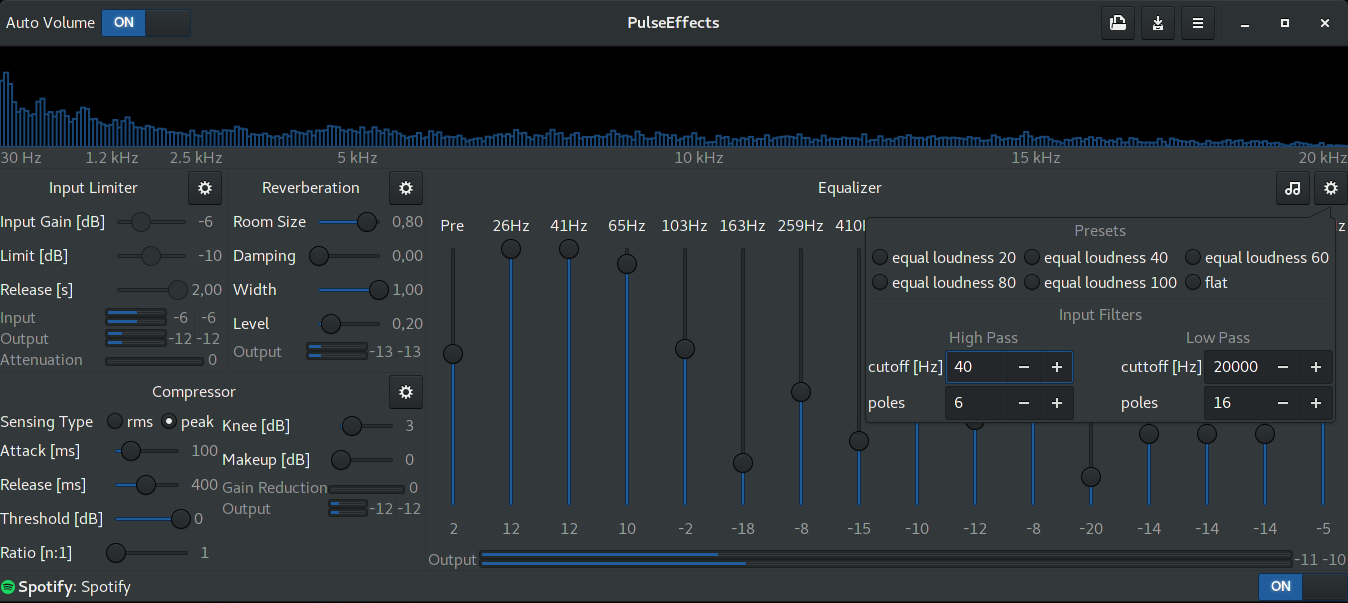 Auto Volume ON PulseEffects
30 Hz 1.2 kHz 2.5 kHz 5 kHz 10 kHz 15 kHz 20 kHz
Input Limiter
Input Gain [dB] -6
Limit [dB] -10
Release [s] 2,00
Input -6 -6
Output -12 -12
Attenuation 0
Reverberation
Room Size 0,80
Damping 0,00
Width 1,00
Level 0,20
Output -13 -13
Compressor
Sensing Type rms peak
Attack [ms] 100
Release [ms] 400
Threshold [dB] 0
Ratio [n:1] 1
Knee [dB] 3
Makeup [dB] 0
Gain Reduction 0
Output -12 -12
Equalizer
Pre 26Hz 41Hz 65Hz 103Hz 163Hz 259Hz 410 z
Presets
equal loudness 20 equal loudness 40 equal loudness 60
equal loudness 80 equal loudness 100 flat
Input Filters
High Pass Low Pass
cutoff [Hz] 40 − + cuttoff [Hz] 20000 − +
poles 6 − + poles 16 − +
2 12 12 10 -2 -18 -8 -15 -10 -12 -8 -20 -14 -14 -14 -5
Output -11 -10
Spotify: Spotify ON